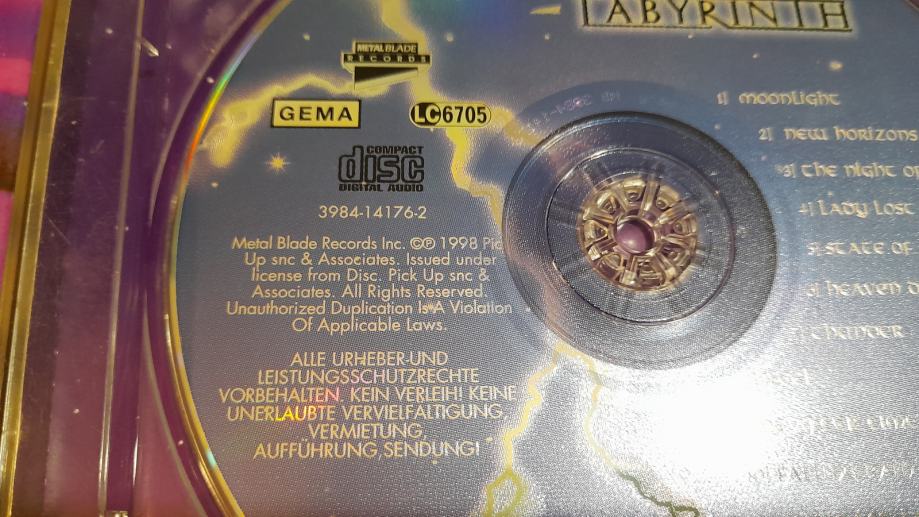 LABYRINTH
METAL BLADE
RECORDS
GEMA
LC6705
COMPACT
disc
DIGITAL AUDIO
3984-14176-2
Metal Blade Records Inc. ©℗ 1998 Pic
Up snc & Associates. Issued under
license from Disc. Pick Up snc &
Associates. All Rights Reserved.
Unauthorized Duplication Is A Violation
Of Applicable Laws.
ALLE URHEBER-UND
LEISTUNGSSCHUTZRECHTE
VORBEHALTEN. KEIN VERLEIH! KEINE
UNERLAUBTE VERVIELFÄLTIGUNG,
VERMIETUNG,
AUFFÜHRUNG,SENDUNG!
1) moonlight
2) new horizons
3) the night of
4) Lady Lost
5) state of
heaven d
thunder